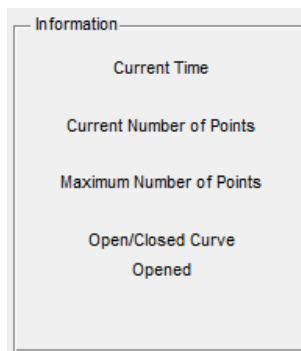 Information
Current Time
Current Number of Points
Maximum Number of Points
Open/Closed Curve
Opened